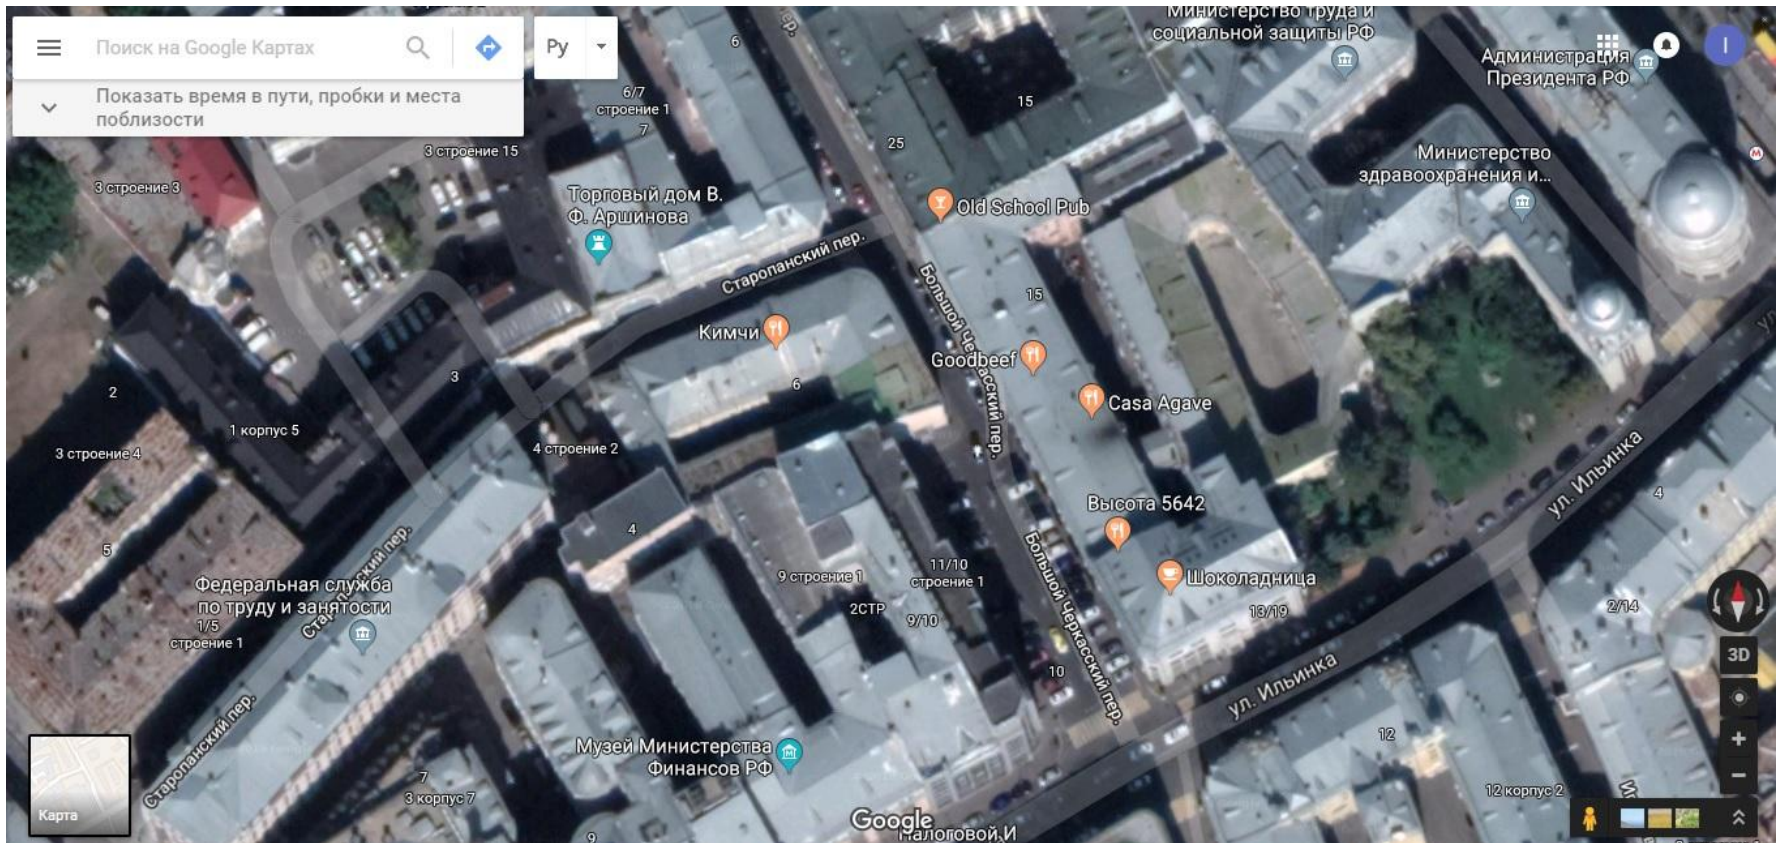 Поиск на Google Картах
Ру
Показать время в пути, пробки и места
поблизости
6
пер.
Министерство труда и
социальной защиты РФ
Администрация
Президента РФ
I
6/7
строение 1
7
15
25
3 строение 15
3 строение 3
Министерство
здравоохранения и...
М
Торговый дом В.
Ф. Аршинова
Old School Pub
Старопанский пер.
Большой Черкасский пер.
15
Кимчи
Goodbeef
Casa Agave
6
3
2
1 корпус 5
3 строение 4
4 строение 2
ул. Ильинка
4
Высота 5642
4
5
Старопанский пер.
Федеральная служба
по труду и занятости
1/5
строение 1
9 строение 1
11/10
строение 1
2СТР
9/10
Большой Черкасский пер.
Шоколадница
13/19
2/14
3D
10
ул. Ильинка
Старопанский пер.
Музей Министерства
Финансов РФ
12
7
3 корпус 7
12 корпус 2
Карта
9
Google
Налоговой.И